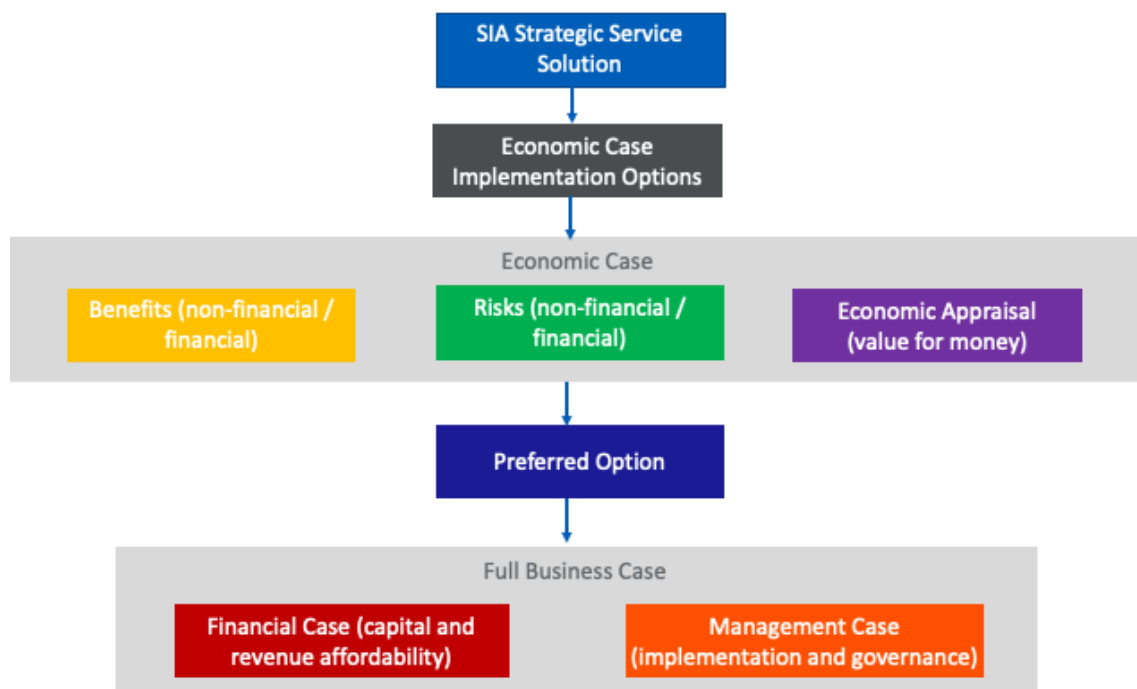 SIA Strategic Service
Solution
Economic Case
Implementation Options
Economic Case
Benefits (non-financial /
financial)
Risks (non-financial /
financial)
Economic Appraisal
(value for money)
Preferred Option
Full Business Case
Financial Case (capital and
revenue affordability)
Management Case
(implementation and governance)